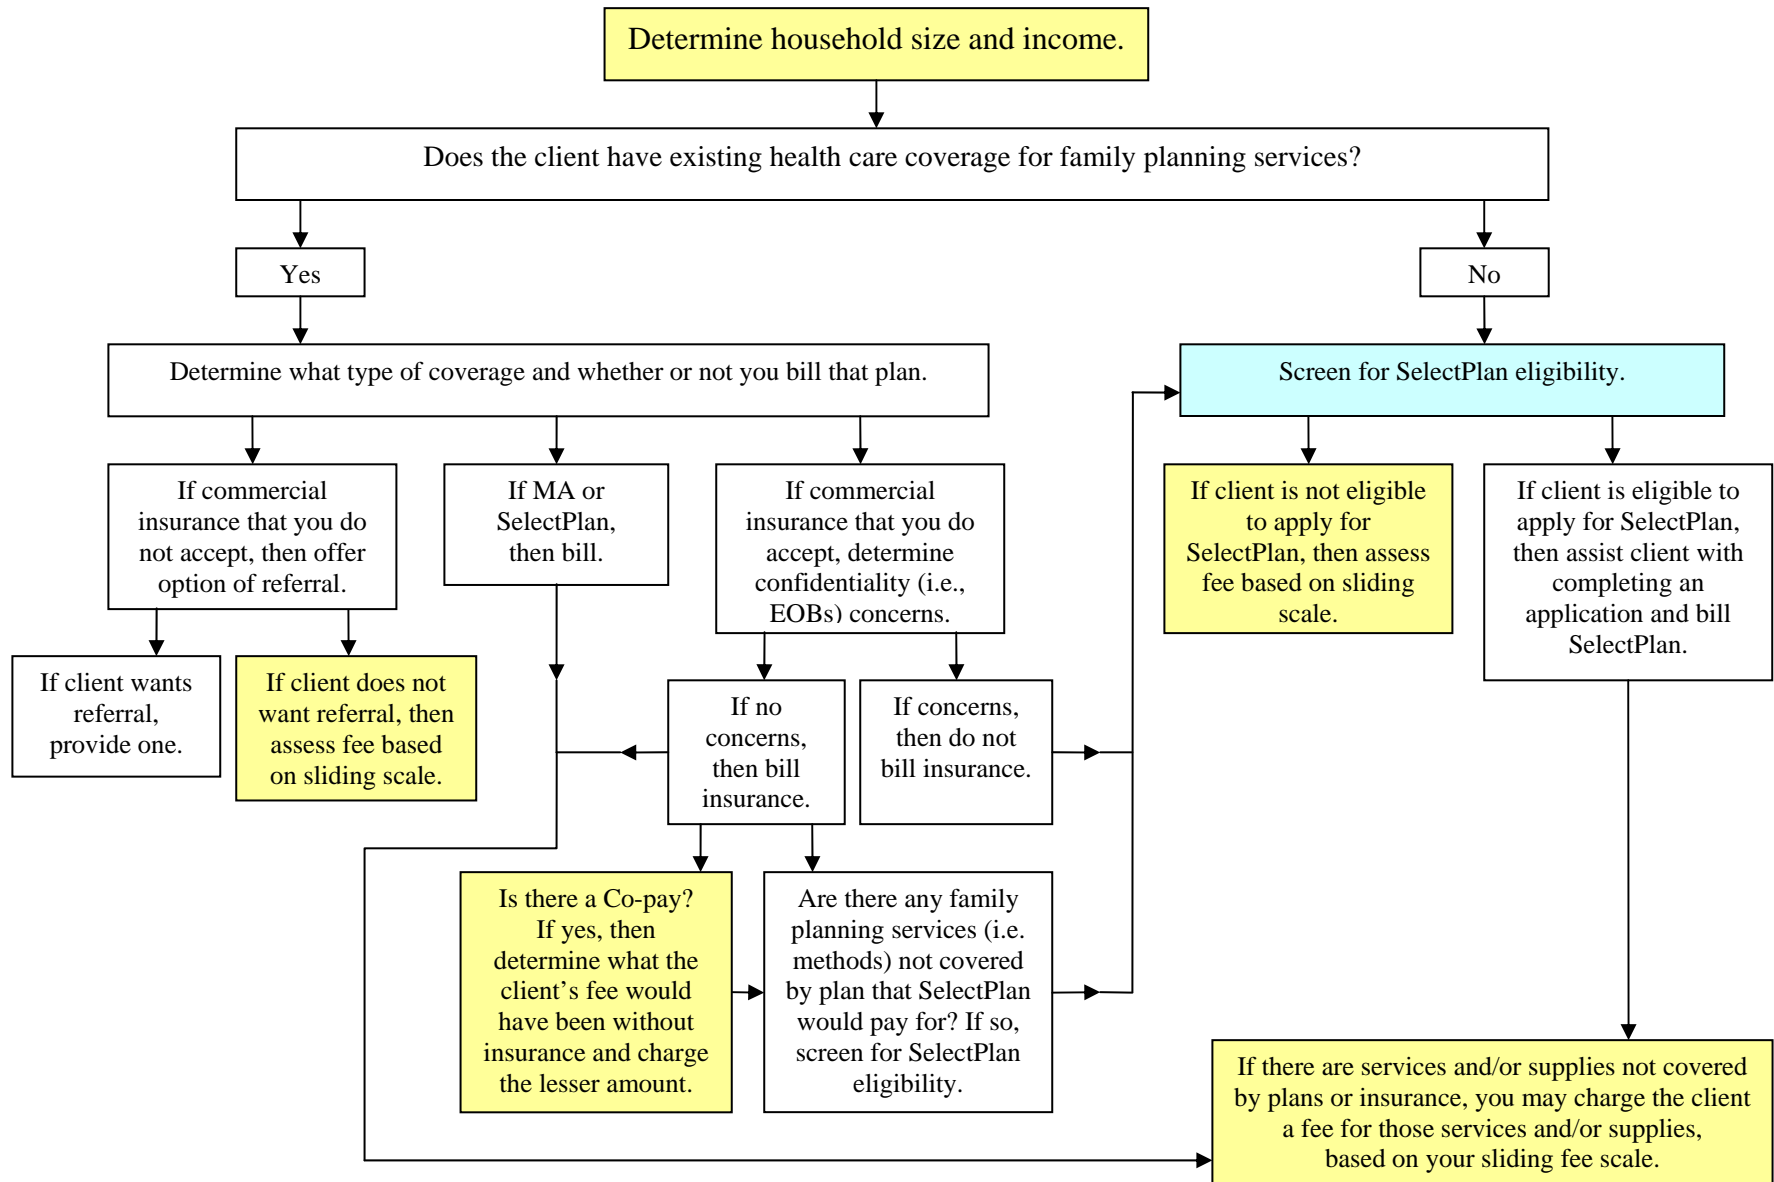 Determine household size and income.
Does the client have existing health care coverage for family planning services?
Yes
No
Determine what type of coverage and whether or not you bill that plan.
Screen for SelectPlan eligibility.
If commercial
insurance that you do
not accept, then offer
option of referral.
If MA or
SelectPlan,
then bill.
If commercial
insurance that you do
accept, determine
confidentiality (i.e.,
EOBs) concerns.
If client is not eligible
to apply for
SelectPlan, then assess
fee based on sliding
scale.
If client is eligible to
apply for SelectPlan,
then assist client with
completing an
application and bill
SelectPlan.
If client wants
referral,
provide one.
If client does not
want referral, then
assess fee based
on sliding scale.
If no
concerns,
then bill
insurance.
If concerns,
then do not
bill insurance.
Is there a Co-pay?
If yes, then
determine what the
client’s fee would
have been without
insurance and charge
the lesser amount.
Are there any family
planning services (i.e.
methods) not covered
by plan that SelectPlan
would pay for? If so,
screen for SelectPlan
eligibility.
If there are services and/or supplies not covered
by plans or insurance, you may charge the client
a fee for those services and/or supplies,
based on your sliding fee scale.